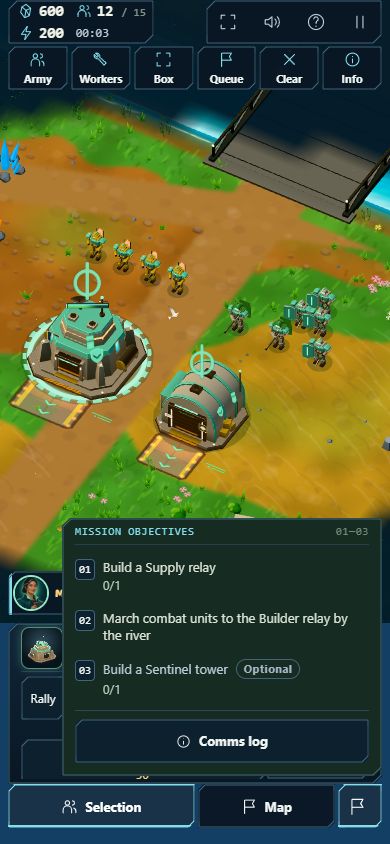 600 12 / 15
200 00:03
Army
Workers
Box
Queue
Clear
Info
MISSION OBJECTIVES 01–03
01 Build a Supply relay
0/1
02 March combat units to the Builder relay by
the river
03 Build a Sentinel tower Optional
0/1
Rally
Comms log
Selection
Map